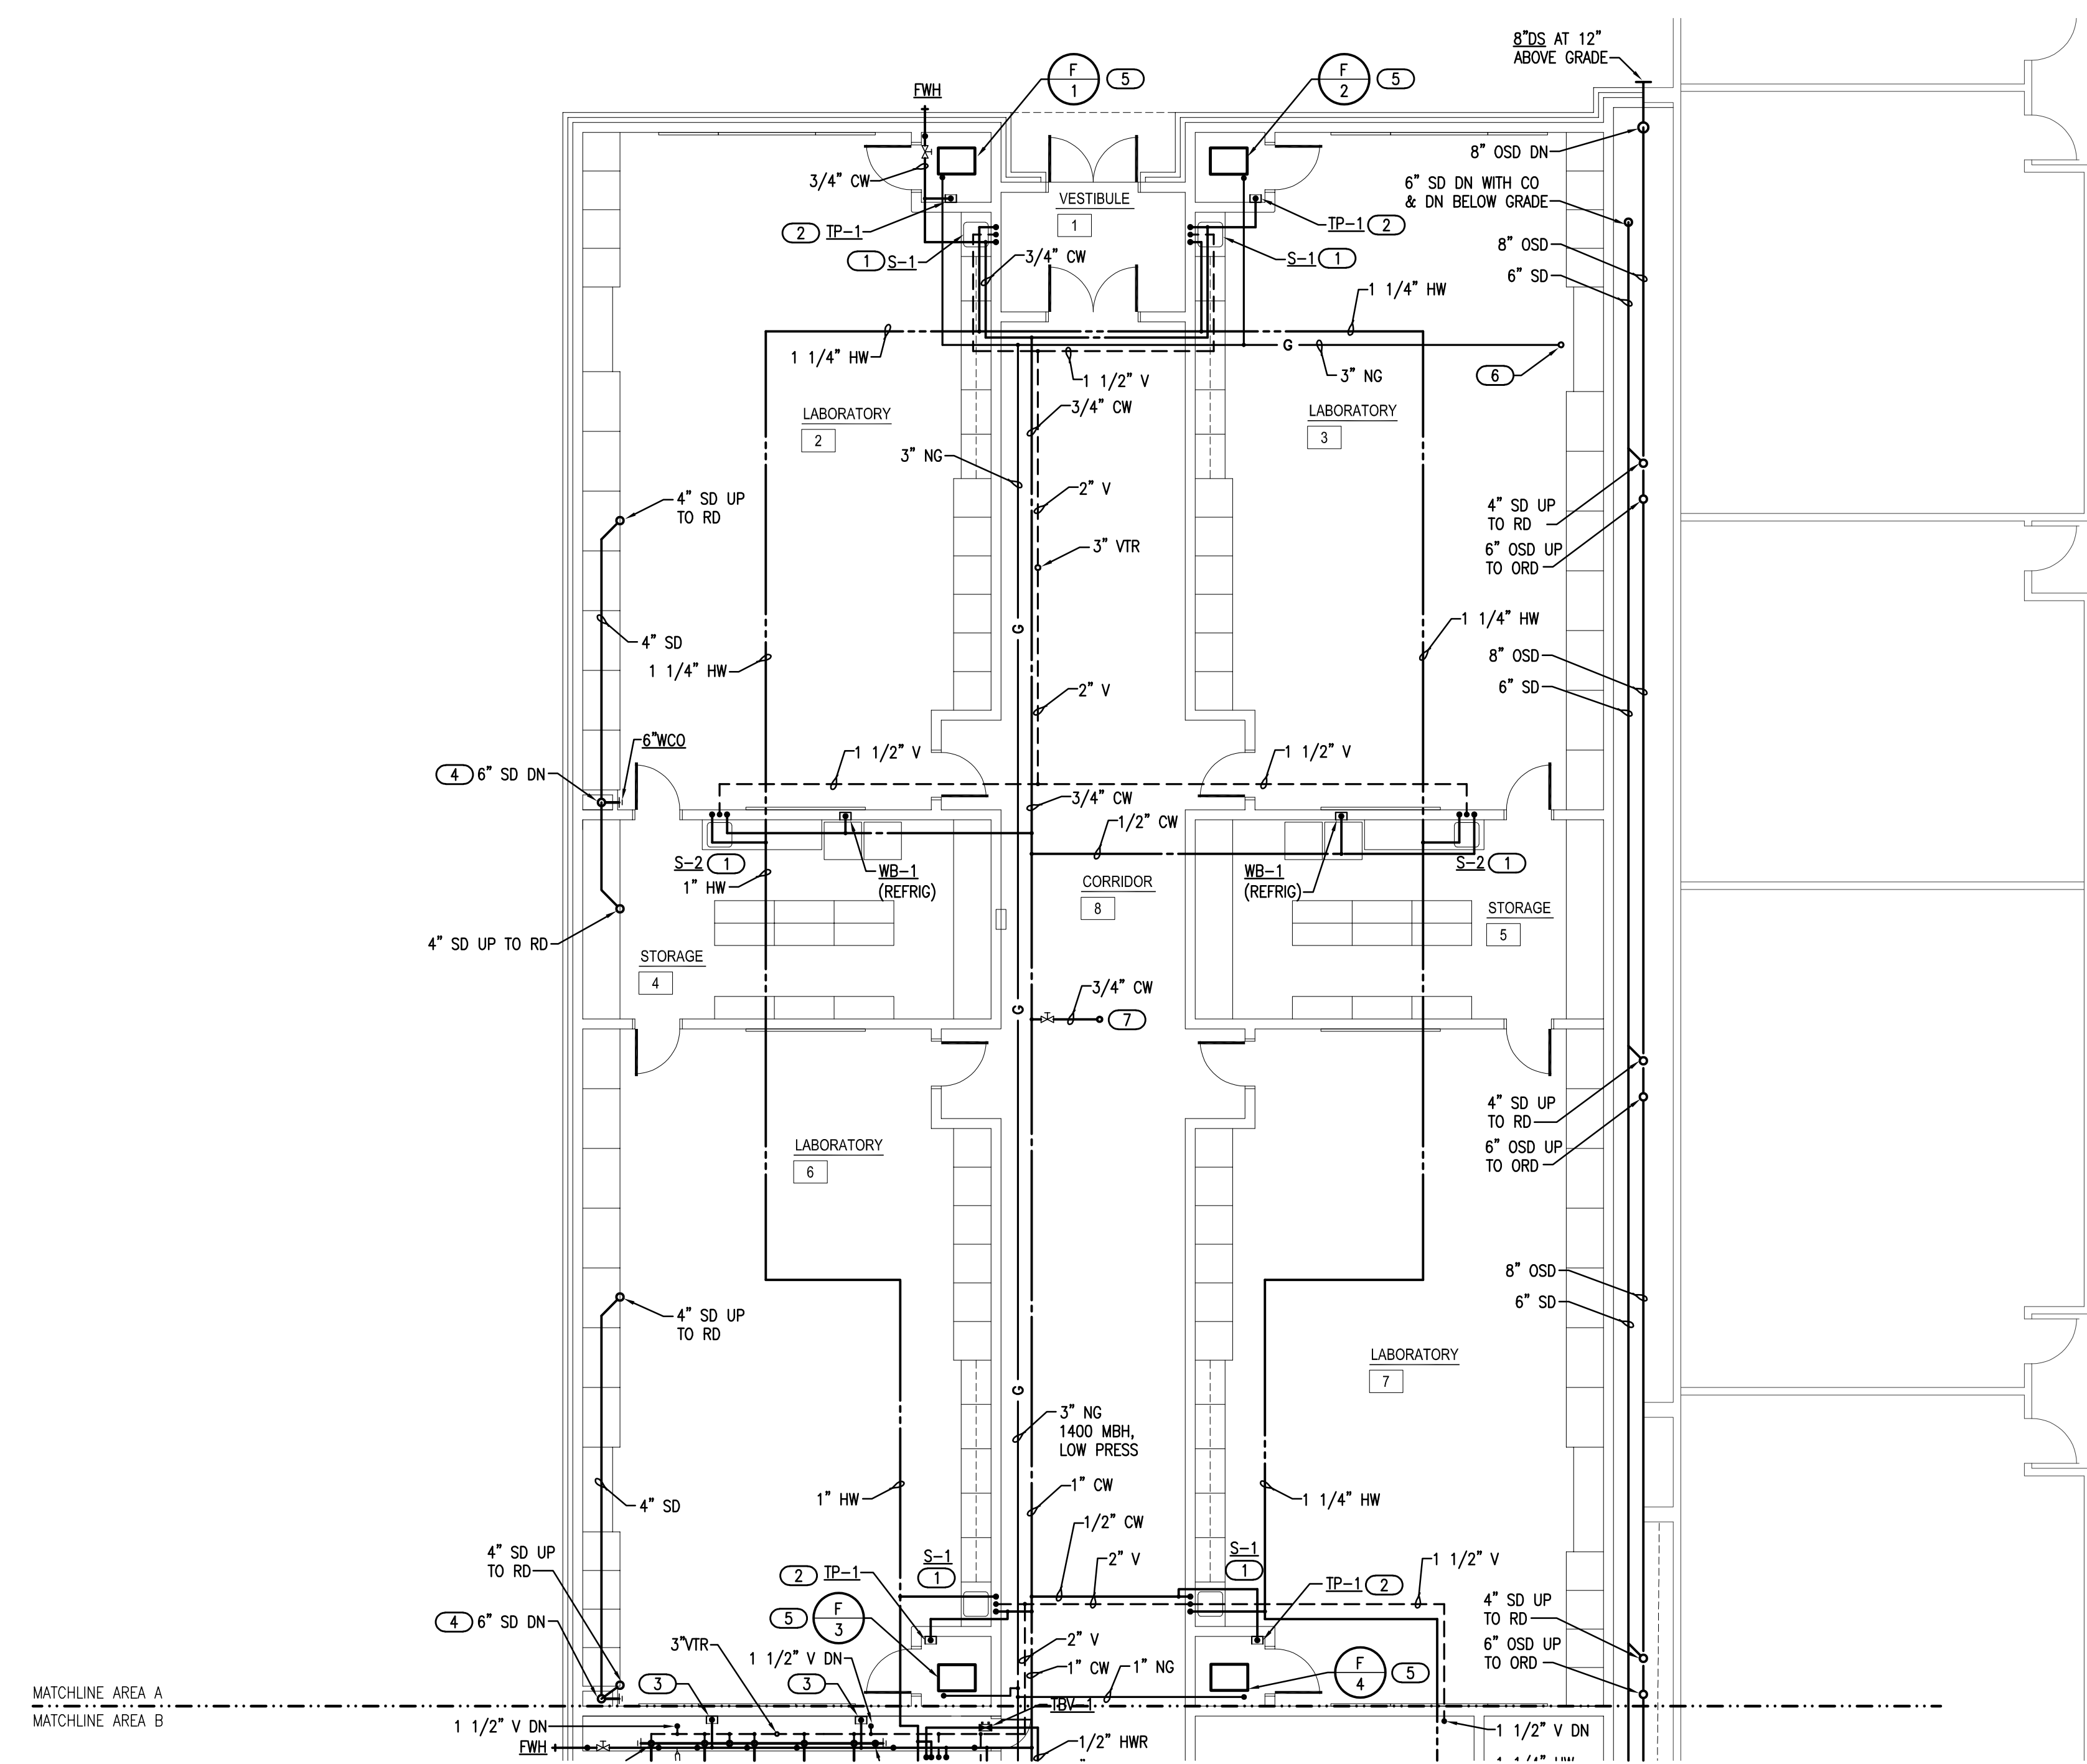 8"DS AT 12"
ABOVE GRADE
F
1
5
F
2
5
FWH
8" OSD DN
3/4" CW
6" SD DN WITH CO
& DN BELOW GRADE
VESTIBULE
1
2 TP-1
TP-1 2
1 S-1
S-1 1
3/4" CW
8" OSD
6" SD
1 1/4" HW
1 1/4" HW
G
3" NG
6
1 1/2" V
3/4" CW
LABORATORY
2
LABORATORY
3
3" NG
2" V
4" SD UP
TO RD
4" SD UP
TO RD
3" VTR
6" OSD UP
TO ORD
G
4" SD
1 1/4" HW
1 1/4" HW
8" OSD
6" SD
2" V
6"WCO
1 1/2" V
1 1/2" V
4 6" SD DN
3/4" CW
1/2" CW
S-2 1
WB-1
(REFRIG)
WB-1
(REFRIG)
S-2 1
1" HW
CORRIDOR
8
STORAGE
5
4" SD UP TO RD
STORAGE
4
3/4" CW
G
7
4" SD UP
TO RD
LABORATORY
6
6" OSD UP
TO ORD
8" OSD
6" SD
4" SD UP
TO RD
LABORATORY
7
G
3" NG
1400 MBH,
LOW PRESS
1" CW
1" HW
4" SD
1 1/4" HW
1/2" CW
4" SD UP
TO RD
S-1
1
2" V
S-1
1
1 1/2" V
2 TP-1
TP-1 2
4" SD UP
TO RD
4 6" SD DN
5
F
3
3"VTR
1 1/2" V DN
2" V
1" CW
1" NG
F
4
5
6" OSD UP
TO ORD
3
3
MATCHLINE AREA A
MATCHLINE AREA B
TBV-1
1 1/2" V DN
1 1/2" V DN
FWH
1/2" HWR
1 1/4" HW